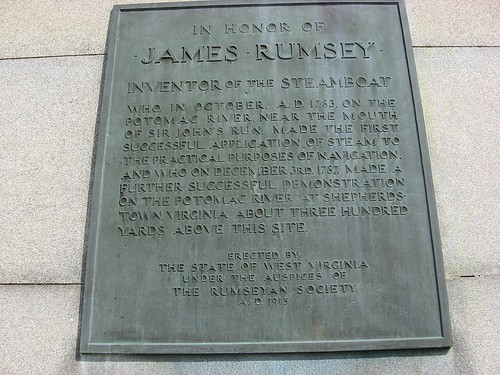 IN HONOR OF
· JAMES · RUMSEY ·
INVENTOR OF THE STEAMBOAT
WHO, IN OCTOBER, A.D. 1783, ON THE
POTOMAC RIVER, NEAR THE MOUTH
OF SIR JOHN'S RUN, MADE THE FIRST
SUCCESSFUL APPLICATION, OF STEAM TO
THE PRACTICAL PURPOSES OF NAVIGATION,
AND WHO ON DECEMBER 3RD, 1787, MADE A
FURTHER SUCCESSFUL DEMONSTRATION
ON THE POTOMAC RIVER AT SHEPHERDS-
TOWN, VIRGINIA, ABOUT THREE HUNDRED
YARDS ABOVE THIS SITE.
ERECTED BY
THE STATE OF WEST VIRGINIA
UNDER THE AUSPICES OF
THE RUMSEYAN SOCIETY
A. D. 1915